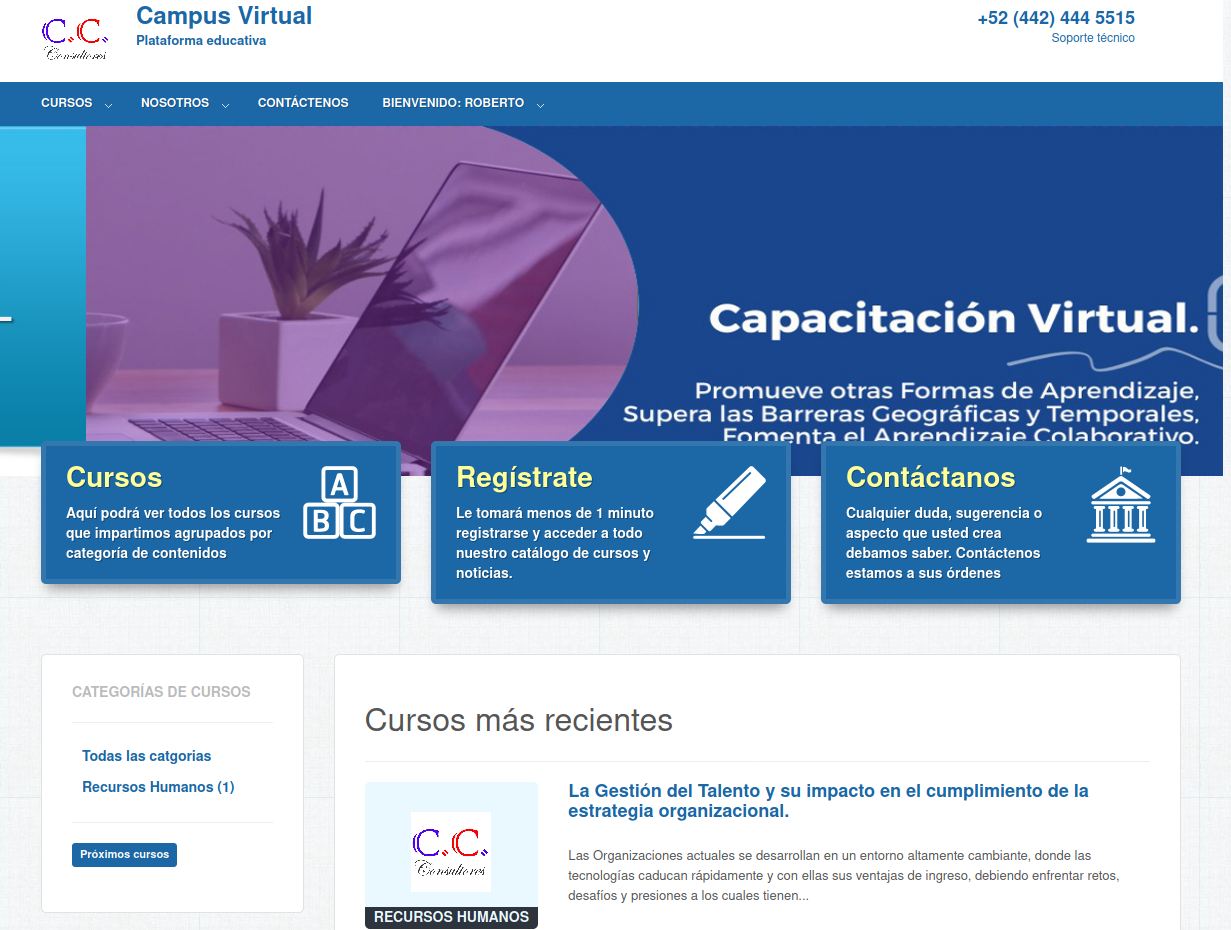 C.C.
Consultores
Campus Virtual
Plataforma educativa
+52 (442) 444 5515
Soporte técnico
CURSOS
NOSOTROS
CONTÁCTENOS
BIENVENIDO: ROBERTO
Capacitación Virtual.
Promueve otras Formas de Aprendizaje,
Supera las Barreras Geográficas y Temporales,
Fomenta el Aprendizaje Colaborativo.
Cursos
Aquí podrá ver todos los cursos
que impartimos agrupados por
categoría de contenidos
A
B C
Regístrate
Le tomará menos de 1 minuto
registrarse y acceder a todo
nuestro catálogo de cursos y
noticias.
Contáctanos
Cualquier duda, sugerencia o
aspecto que usted crea
debamos saber. Contáctenos
estamos a sus órdenes
CATEGORÍAS DE CURSOS
Todas las catgorias
Recursos Humanos (1)
Próximos cursos
Cursos más recientes
C.C.
Consultores
RECURSOS HUMANOS
La Gestión del Talento y su impacto en el cumplimiento de la
estrategia organizacional.
Las Organizaciones actuales se desarrollan en un entorno altamente cambiante, donde las
tecnologías caducan rápidamente y con ellas sus ventajas de ingreso, debiendo enfrentar retos,
desafíos y presiones a los cuales tienen...